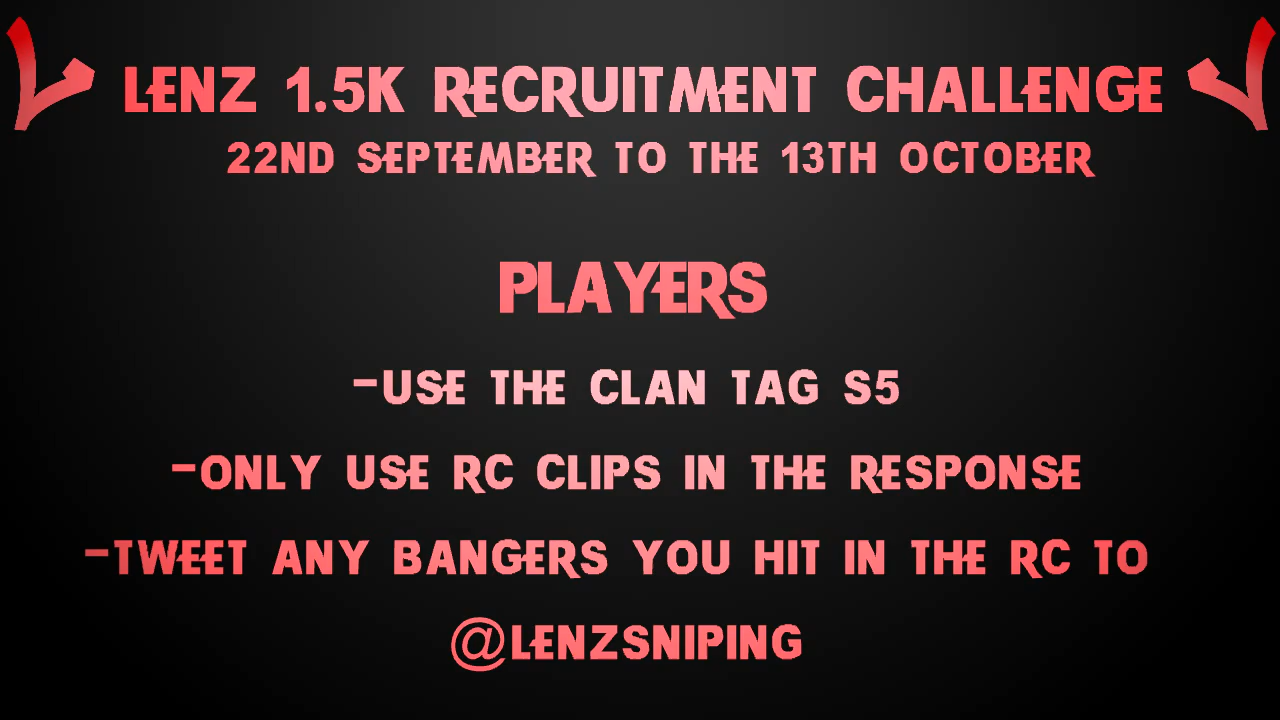 LENZ 1.5K RECRUITMENT CHALLENGE
22ND SEPTEMBER TO THE 13TH OCTOBER
PLAYERS
-USE THE CLAN TAG S5
-ONLY USE RC CLIPS IN THE RESPONSE
-TWEET ANY BANGERS YOU HIT IN THE RC TO
@LENZSNIPING